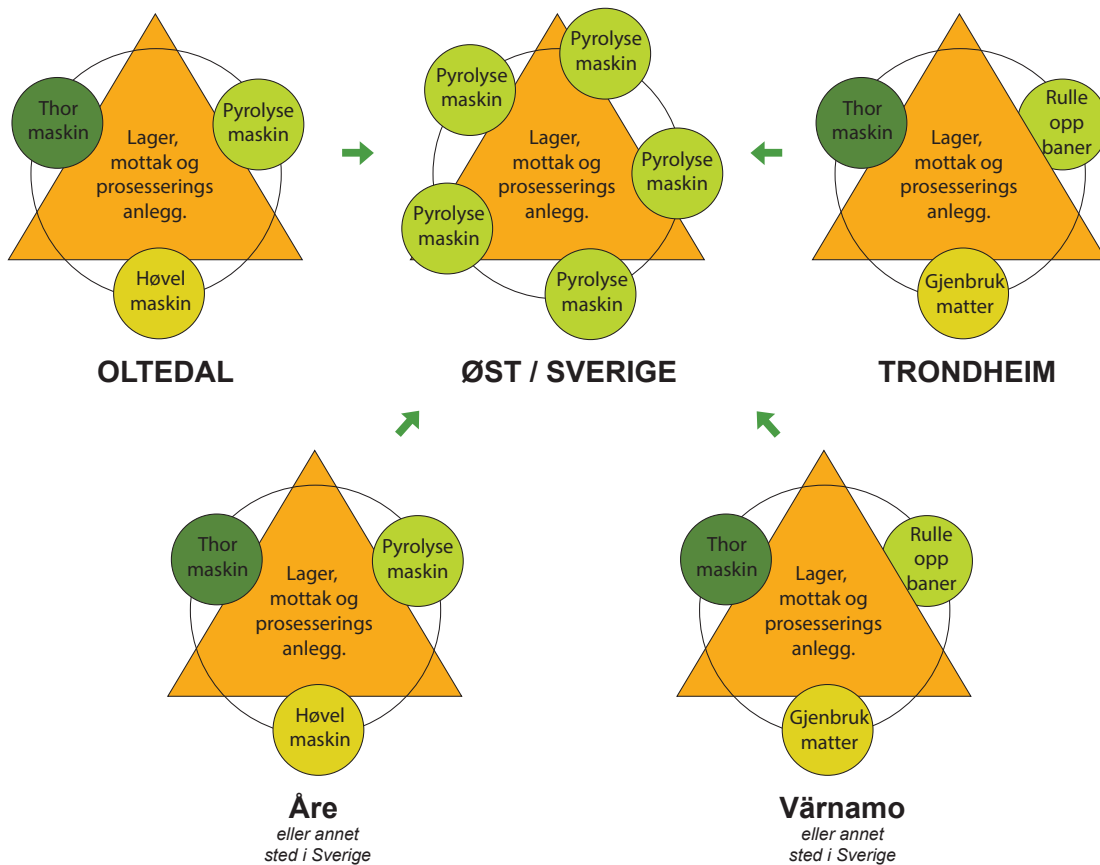 Thor
maskin
Pyrolyse
maskin
Lager,
mottak og
prosesserings
anlegg.
Høvel
maskin
OLTEDAL
Pyrolyse
maskin
Pyrolyse
maskin
Pyrolyse
maskin
Pyrolyse
maskin
Pyrolyse
maskin
Lager,
mottak og
prosesserings
anlegg.
ØST / SVERIGE
Thor
maskin
Rulle
opp
baner
Lager,
mottak og
prosesserings
anlegg.
Gjenbruk
matter
TRONDHEIM
Thor
maskin
Pyrolyse
maskin
Lager,
mottak og
prosesserings
anlegg.
Høvel
maskin
Åre
eller annet
sted i Sverige
Thor
maskin
Rulle
opp
baner
Lager,
mottak og
prosesserings
anlegg.
Gjenbruk
matter
Värnamo
eller annet
sted i Sverige